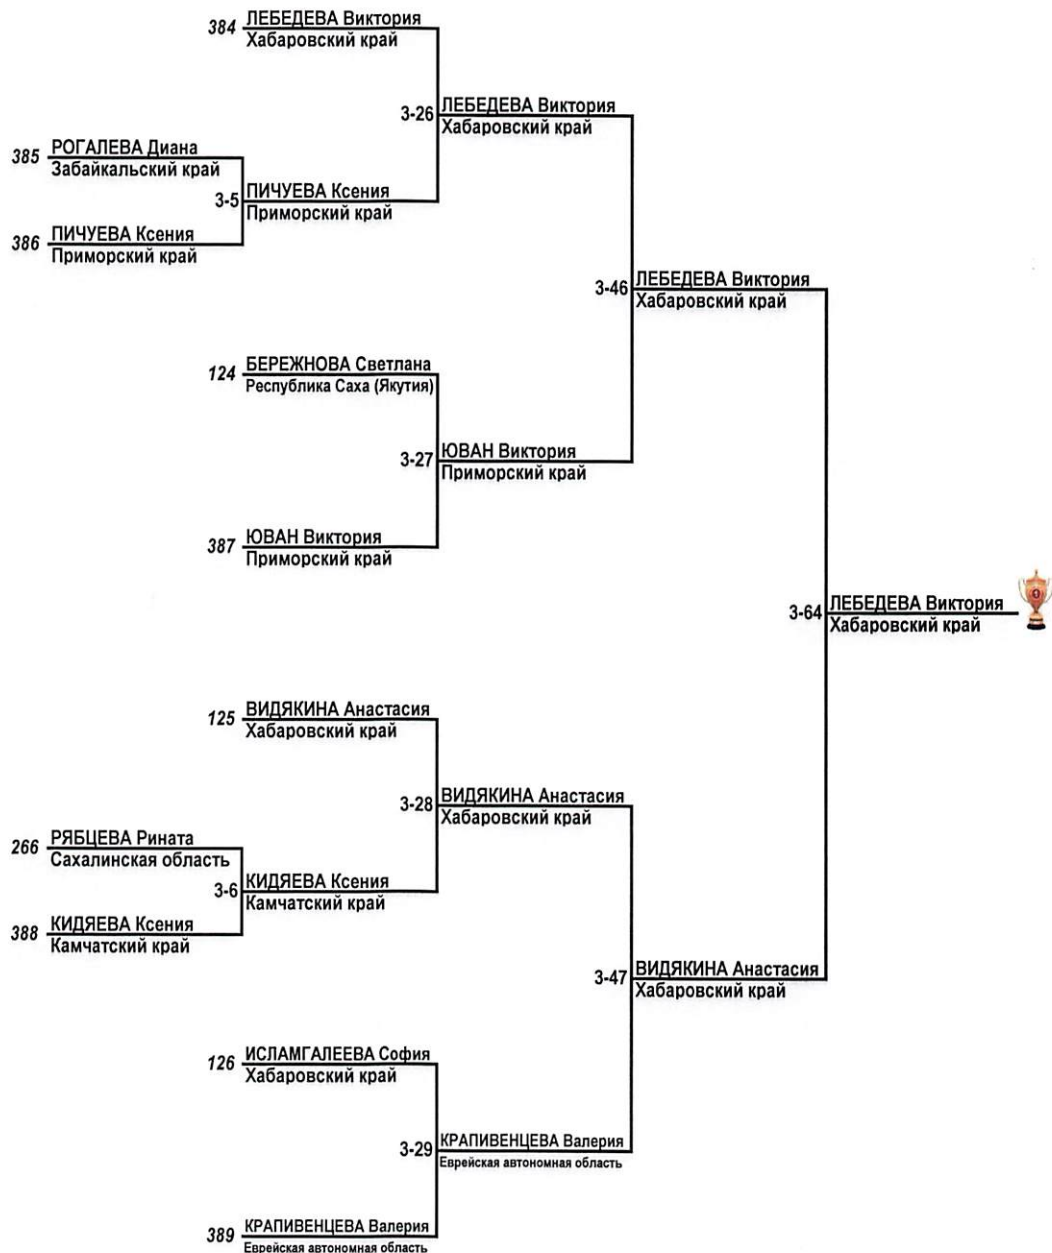 384 ЛЕБЕДЕВА Виктория
Хабаровский край
3-26 ЛЕБЕДЕВА Виктория
Хабаровский край
385 РОГАЛЕВА Диана
Забайкальский край
3-5 ПИЧУЕВА Ксения
Приморский край
386 ПИЧУЕВА Ксения
Приморский край
3-46 ЛЕБЕДЕВА Виктория
Хабаровский край
124 БЕРЕЖНОВА Светлана
Республика Саха (Якутия)
3-27 ЮВАН Виктория
Приморский край
387 ЮВАН Виктория
Приморский край
3-64 ЛЕБЕДЕВА Виктория
Хабаровский край
125 ВИДЯКИНА Анастасия
Хабаровский край
3-28 ВИДЯКИНА Анастасия
Хабаровский край
266 РЯБЦЕВА Рината
Сахалинская область
3-6 КИДЯЕВА Ксения
Камчатский край
388 КИДЯЕВА Ксения
Камчатский край
3-47 ВИДЯКИНА Анастасия
Хабаровский край
126 ИСЛАМГАЛЕЕВА София
Хабаровский край
3-29 КРАПИВЕНЦЕВА Валерия
Еврейская автономная область
389 КРАПИВЕНЦЕВА Валерия
Еврейская автономная область